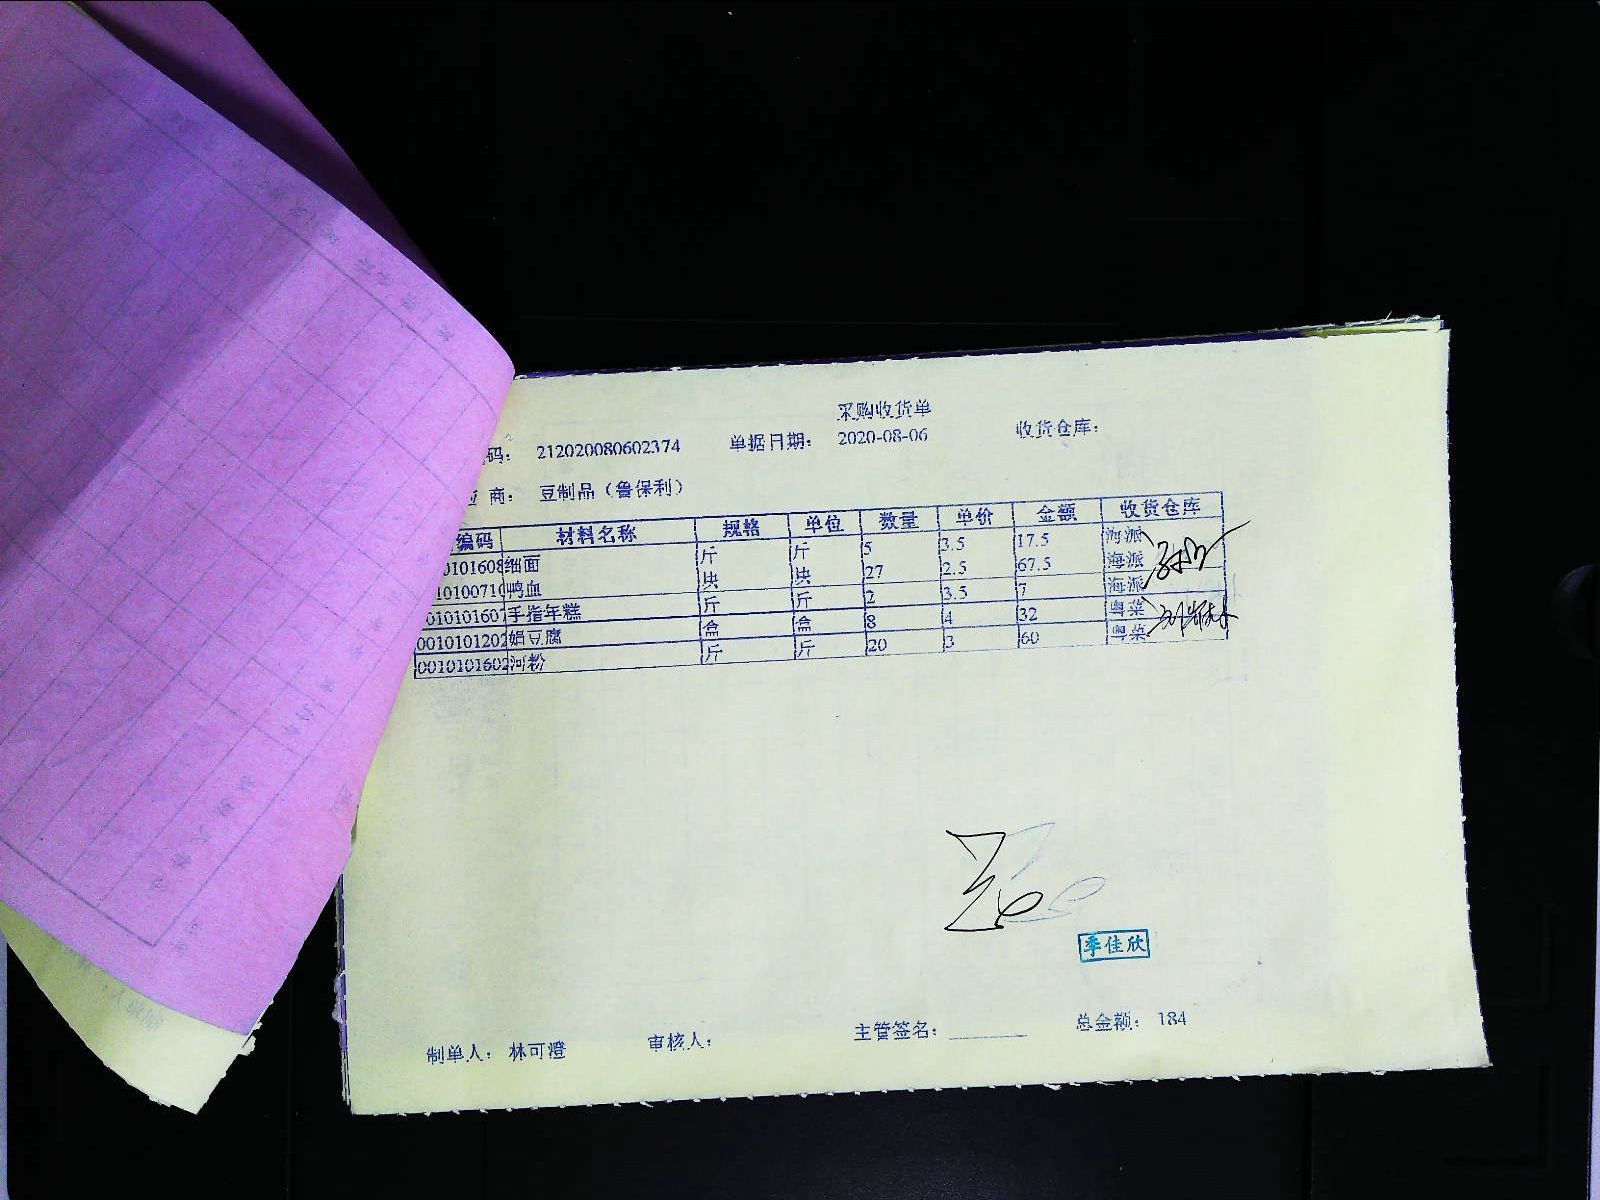 采购收货单
码： 212020080602374 单据日期： 2020-08-06 收货仓库：
商： 豆制品（鲁保利）
编码 材料名称 规格 单位 数量 单价 金额 收货仓库
0101608 细面 斤 斤 5 3.5 17.5 海派
1010071 鸭血 块 块 27 2.5 67.5 海派
010101607 手指年糕 斤 斤 2 3.5 7 海派
0010101202 娟豆腐 盒 盒 8 4 32 粤菜
0010101602 河粉 斤 斤 20 3 60 粤菜
季佳欣
制单人： 林可澄 审核人： 主管签名： 总金额： 184